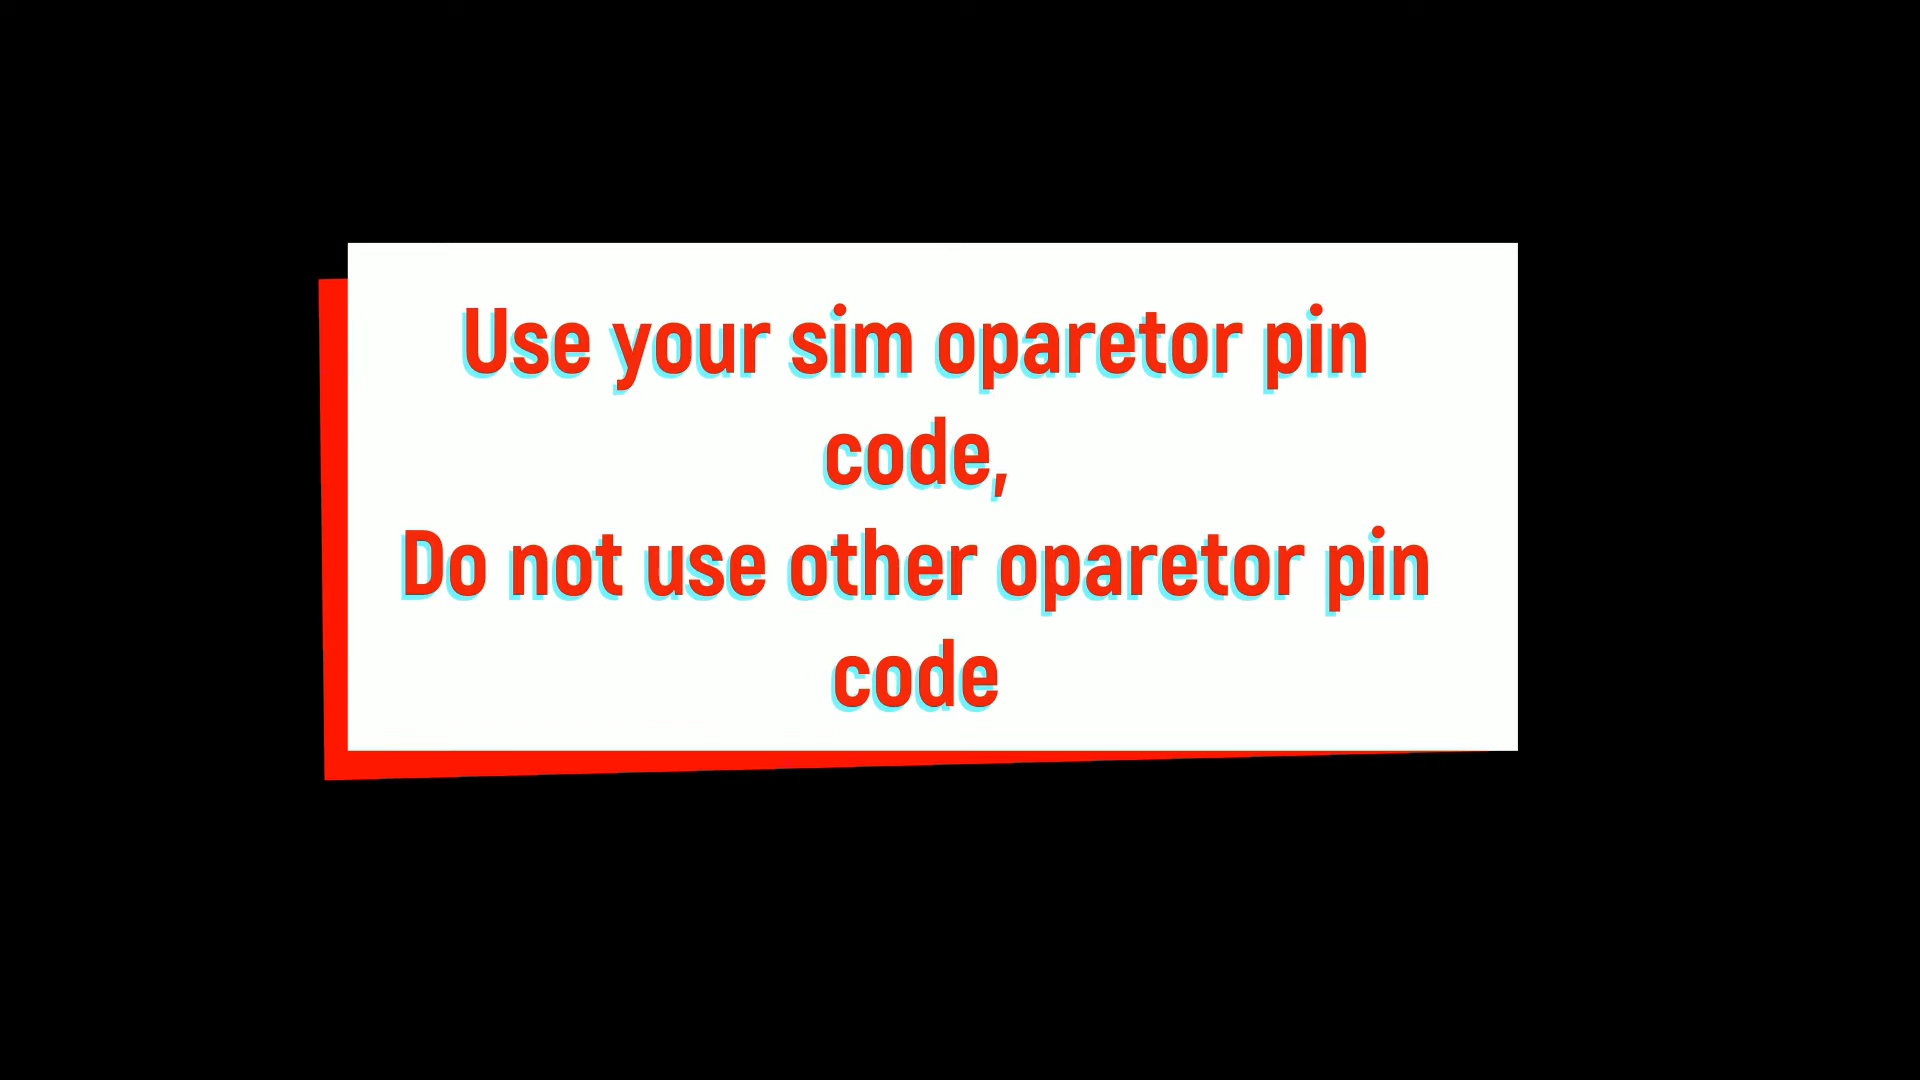 Use your sim oparetor pin
code,
Do not use other oparetor pin
code